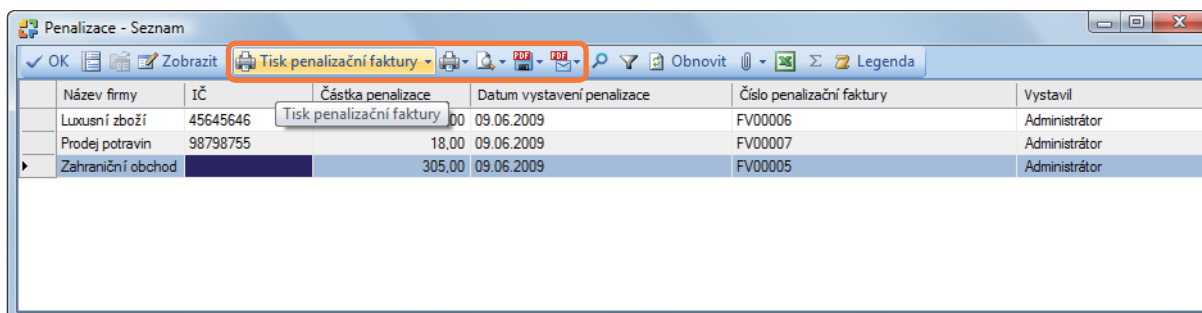 Penalizace - Seznam
OK Zobrazit Tisk penalizační faktury PDF PDF Obnovit Σ Legenda
Název firmy IČ Částka penalizace Datum vystavení penalizace Číslo penalizační faktury Vystavil
Tisk penalizační faktury
Luxusní zboží 45645646 00 09.06.2009 FV00006 Administrátor
Prodej potravin 98798755 18,00 09.06.2009 FV00007 Administrátor
Zahraniční obchod 305,00 09.06.2009 FV00005 Administrátor